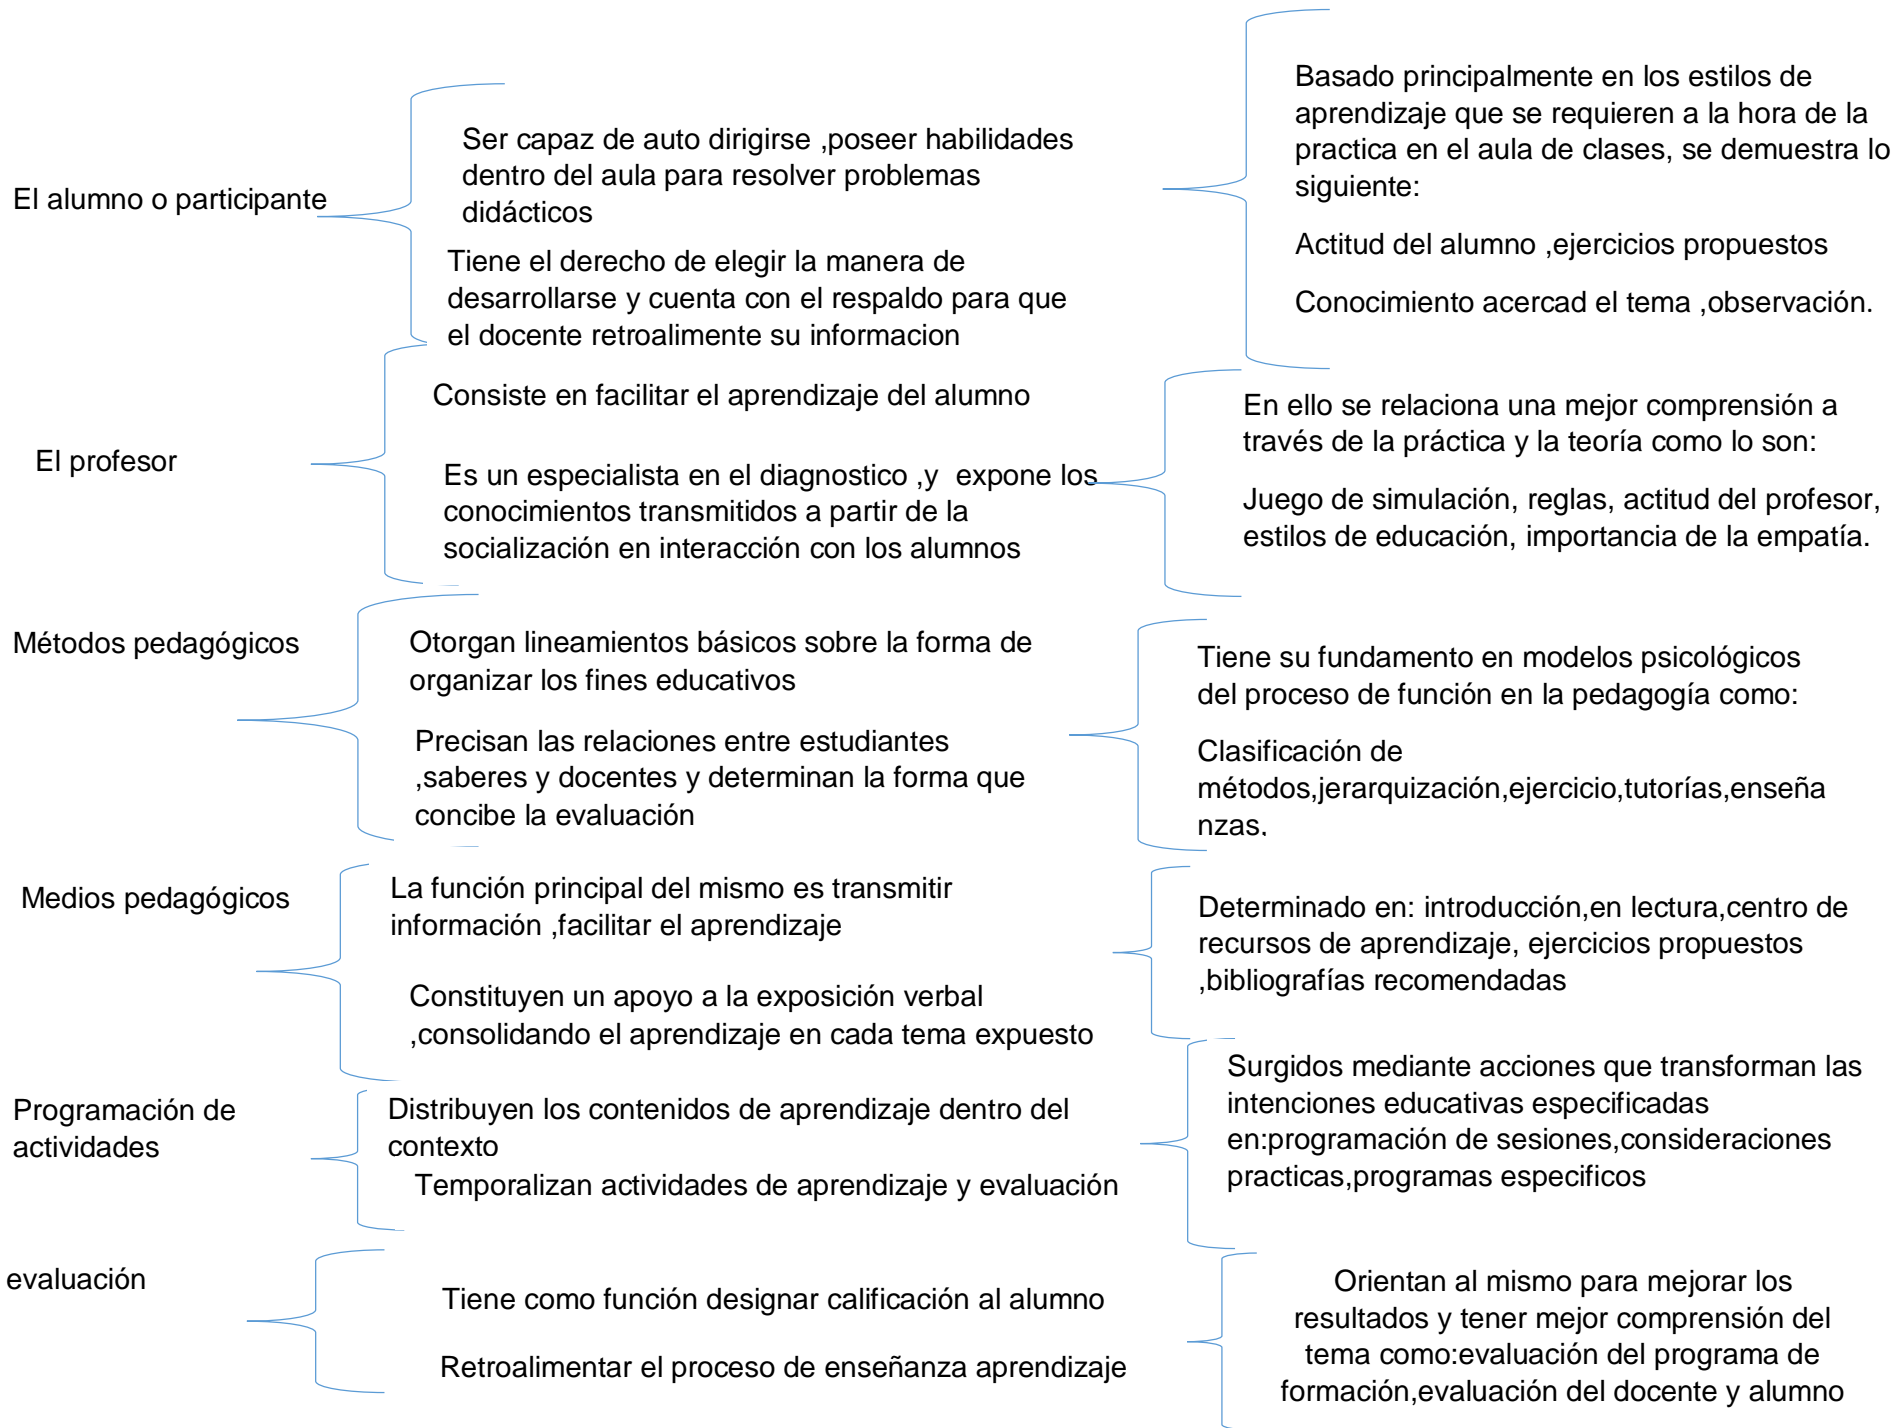 El alumno o participante
Ser capaz de auto dirigirse ,poseer habilidades
dentro del aula para resolver problemas
didácticos
Tiene el derecho de elegir la manera de
desarrollarse y cuenta con el respaldo para que
el docente retroalimente su informacion
Basado principalmente en los estilos de
aprendizaje que se requieren a la hora de la
practica en el aula de clases, se demuestra lo
siguiente:
Actitud del alumno ,ejercicios propuestos
Conocimiento acercad el tema ,observación.
El profesor
Consiste en facilitar el aprendizaje del alumno
Es un especialista en el diagnostico ,y  expone los
conocimientos transmitidos a partir de la
socialización en interacción con los alumnos
En ello se relaciona una mejor comprensión a
través de la práctica y la teoría como lo son:
Juego de simulación, reglas, actitud del profesor,
estilos de educación, importancia de la empatía.
Métodos pedagógicos
Otorgan lineamientos básicos sobre la forma de
organizar los fines educativos
Precisan las relaciones entre estudiantes
,saberes y docentes y determinan la forma que
concibe la evaluación
Tiene su fundamento en modelos psicológicos
del proceso de función en la pedagogía como:
Clasificación de
métodos,jerarquización,ejercicio,tutorías,enseña
nzas,
Medios pedagógicos
La función principal del mismo es transmitir
información ,facilitar el aprendizaje
Constituyen un apoyo a la exposición verbal
,consolidando el aprendizaje en cada tema expuesto
Determinado en: introducción,en lectura,centro de
recursos de aprendizaje, ejercicios propuestos
,bibliografías recomendadas
Programación de
actividades
Distribuyen los contenidos de aprendizaje dentro del
contexto
Temporalizan actividades de aprendizaje y evaluación
Surgidos mediante acciones que transforman las
intenciones educativas especificadas
en:programación de sesiones,consideraciones
practicas,programas especificos
evaluación
Tiene como función designar calificación al alumno
Retroalimentar el proceso de enseñanza aprendizaje
Orientan al mismo para mejorar los
resultados y tener mejor comprensión del
tema como:evaluación del programa de
formación,evaluación del docente y alumno